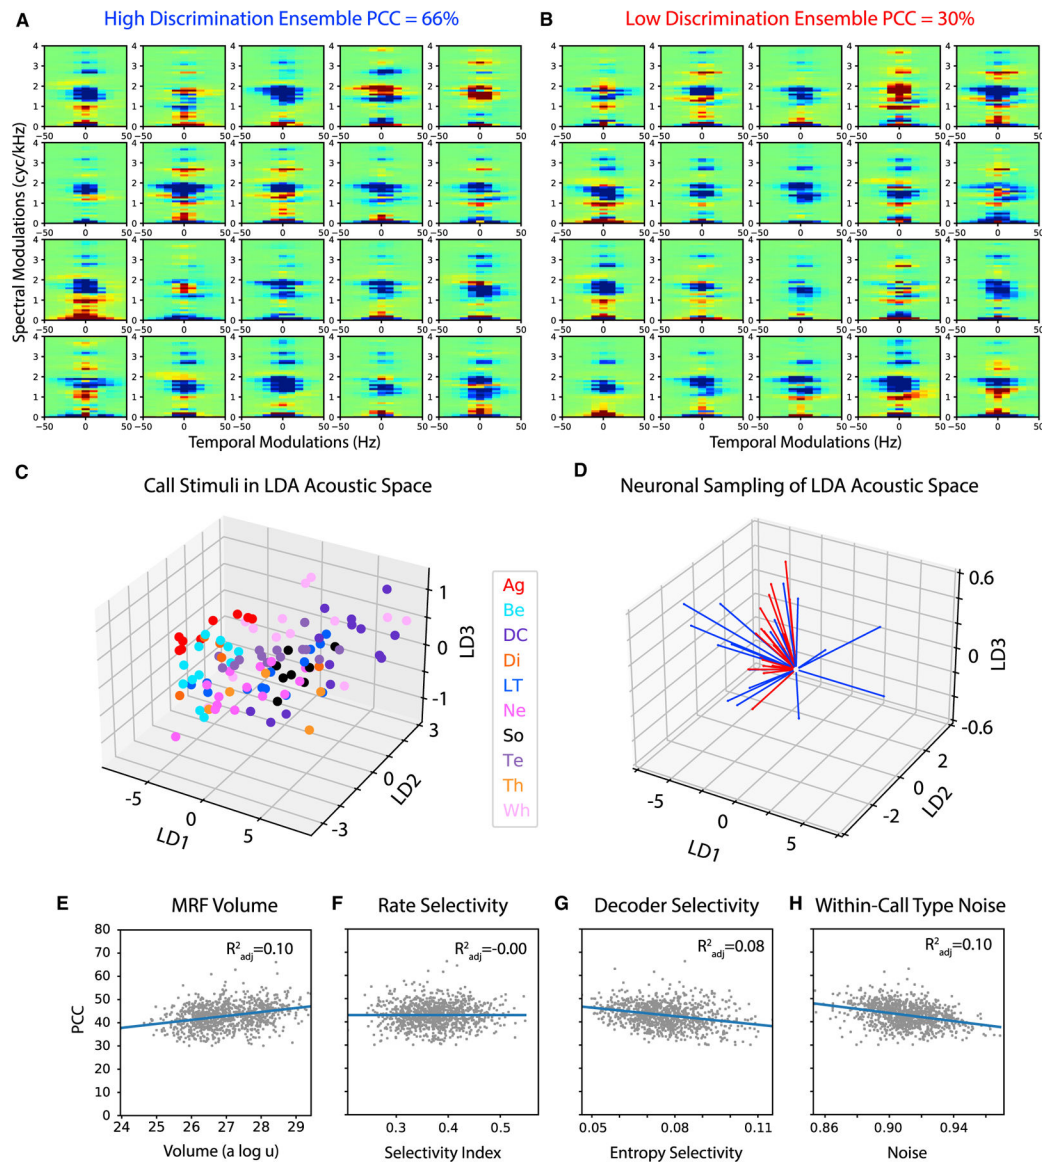 A
High Discrimination Ensemble PCC = 66%
B
Low Discrimination Ensemble PCC = 30%
Spectral Modulations (cyc/kHz)
4
3
2
1
0
−50
0
50
Temporal Modulations (Hz)
Temporal Modulations (Hz)
C
Call Stimuli in LDA Acoustic Space
D
Neuronal Sampling of LDA Acoustic Space
1
0
-1
LD3
3
0
-3
LD2
-5
0
5
LD1
Ag
Be
DC
Di
LT
Ne
So
Te
Th
Wh
0.6
0
-0.6
LD3
2
0
-2
LD2
-5
0
5
LD1
E
MRF Volume
F
Rate Selectivity
G
Decoder Selectivity
H
Within-Call Type Noise
R²adj=0.10
R²adj=-0.00
R²adj=0.08
R²adj=0.10
PCC
80
70
60
50
40
30
20
10
0
24 25 26 27 28 29
Volume (a log u)
0.3 0.4 0.5
Selectivity Index
0.05 0.08 0.11
Entropy Selectivity
0.86 0.90 0.94
Noise